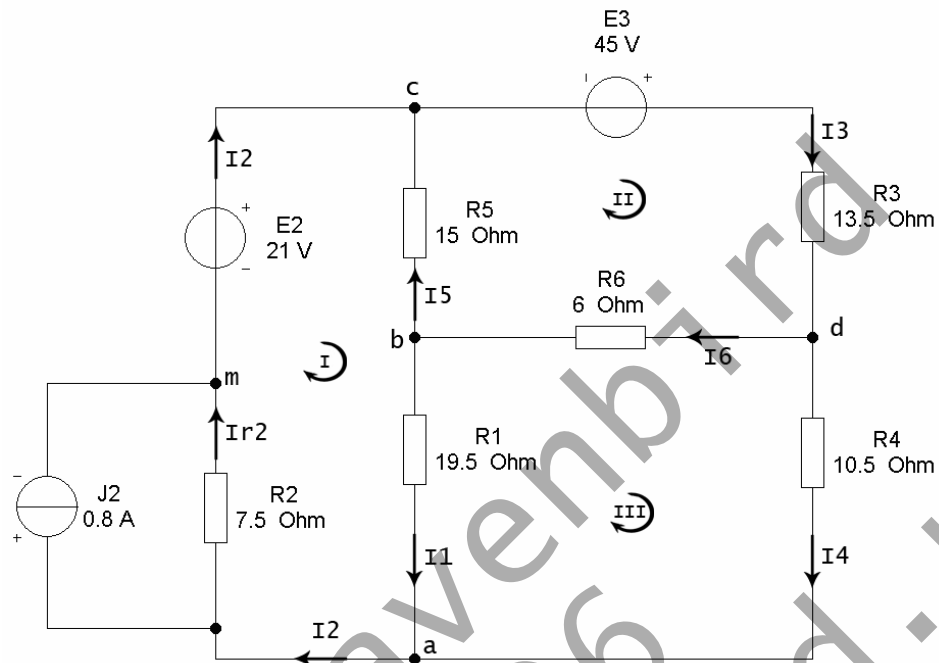 E3
45 V
c
I2
I3
E2
21 V
R5
15 Ohm
II
R3
13.5 Ohm
I5
R6
6 Ohm
b
d
I6
I
m
Ir2
R1
19.5 Ohm
R4
10.5 Ohm
J2
0.8 A
R2
7.5 Ohm
III
I1
I4
I2
a
avenbird
6
d.